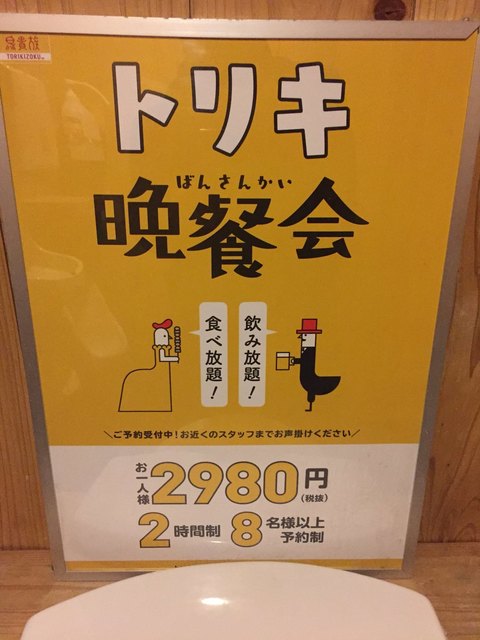 鳥貴族
TORIKIZOKU
トリキ
ばんさんかい
晩餐会
食べ放題！
飲み放題！
＼ご予約受付中！お近くのスタッフまでお声掛けください／
お一人様2980円(税抜)
2時間制 8名様以上予約制